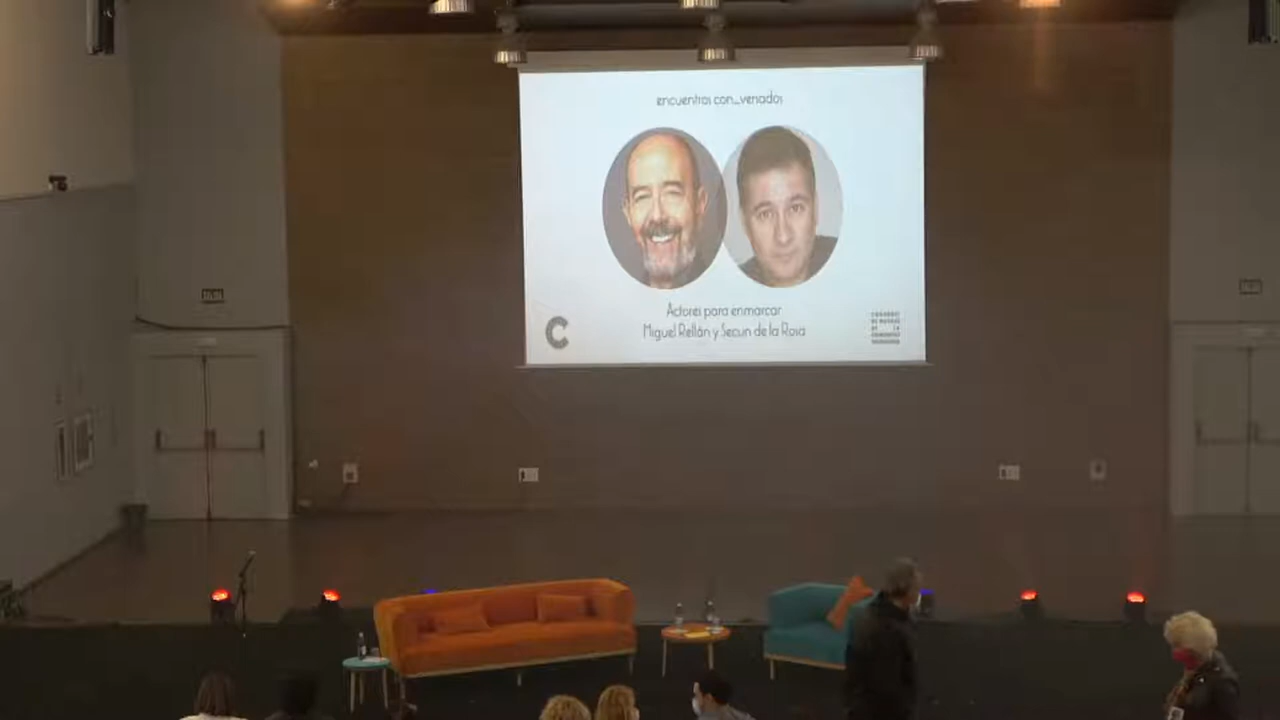 encuentros con_venados
Actores para enmarcar
Miguel Rellán y Secun de la Rosa
C